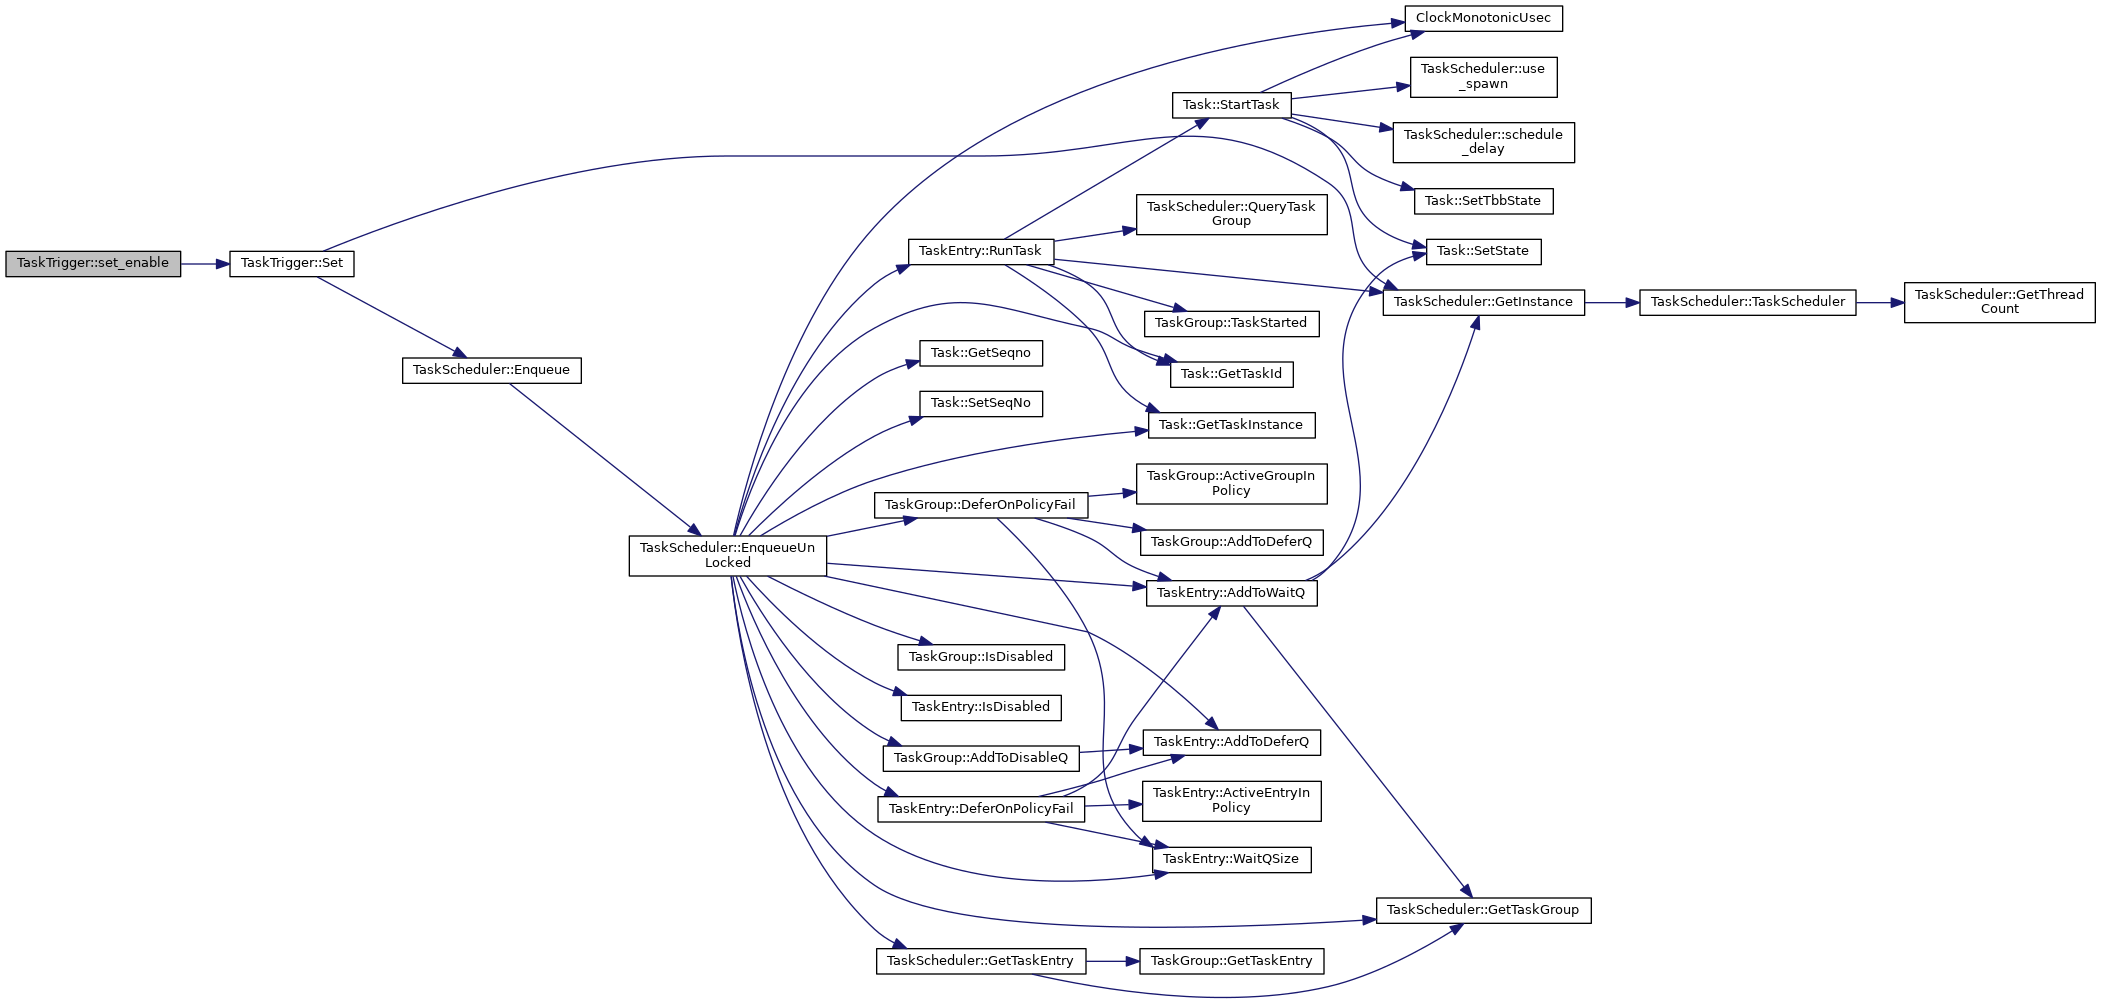 TaskTrigger::set_enable
TaskTrigger::Set
TaskScheduler::Enqueue
TaskScheduler::EnqueueUn
Locked
ClockMonotonicUsec
TaskEntry::RunTask
Task::StartTask
TaskScheduler::use
_spawn
TaskScheduler::schedule
_delay
Task::SetTbbState
Task::SetState
TaskScheduler::QueryTask
Group
TaskScheduler::GetInstance
TaskScheduler::TaskScheduler
TaskScheduler::GetThread
Count
TaskGroup::TaskStarted
Task::GetTaskId
Task::GetTaskInstance
Task::GetSeqno
Task::SetSeqNo
TaskGroup::DeferOnPolicyFail
TaskGroup::ActiveGroupIn
Policy
TaskGroup::AddToDeferQ
TaskEntry::AddToWaitQ
TaskGroup::IsDisabled
TaskEntry::IsDisabled
TaskGroup::AddToDisableQ
TaskEntry::AddToDeferQ
TaskEntry::DeferOnPolicyFail
TaskEntry::ActiveEntryIn
Policy
TaskEntry::WaitQSize
TaskScheduler::GetTaskGroup
TaskScheduler::GetTaskEntry
TaskGroup::GetTaskEntry